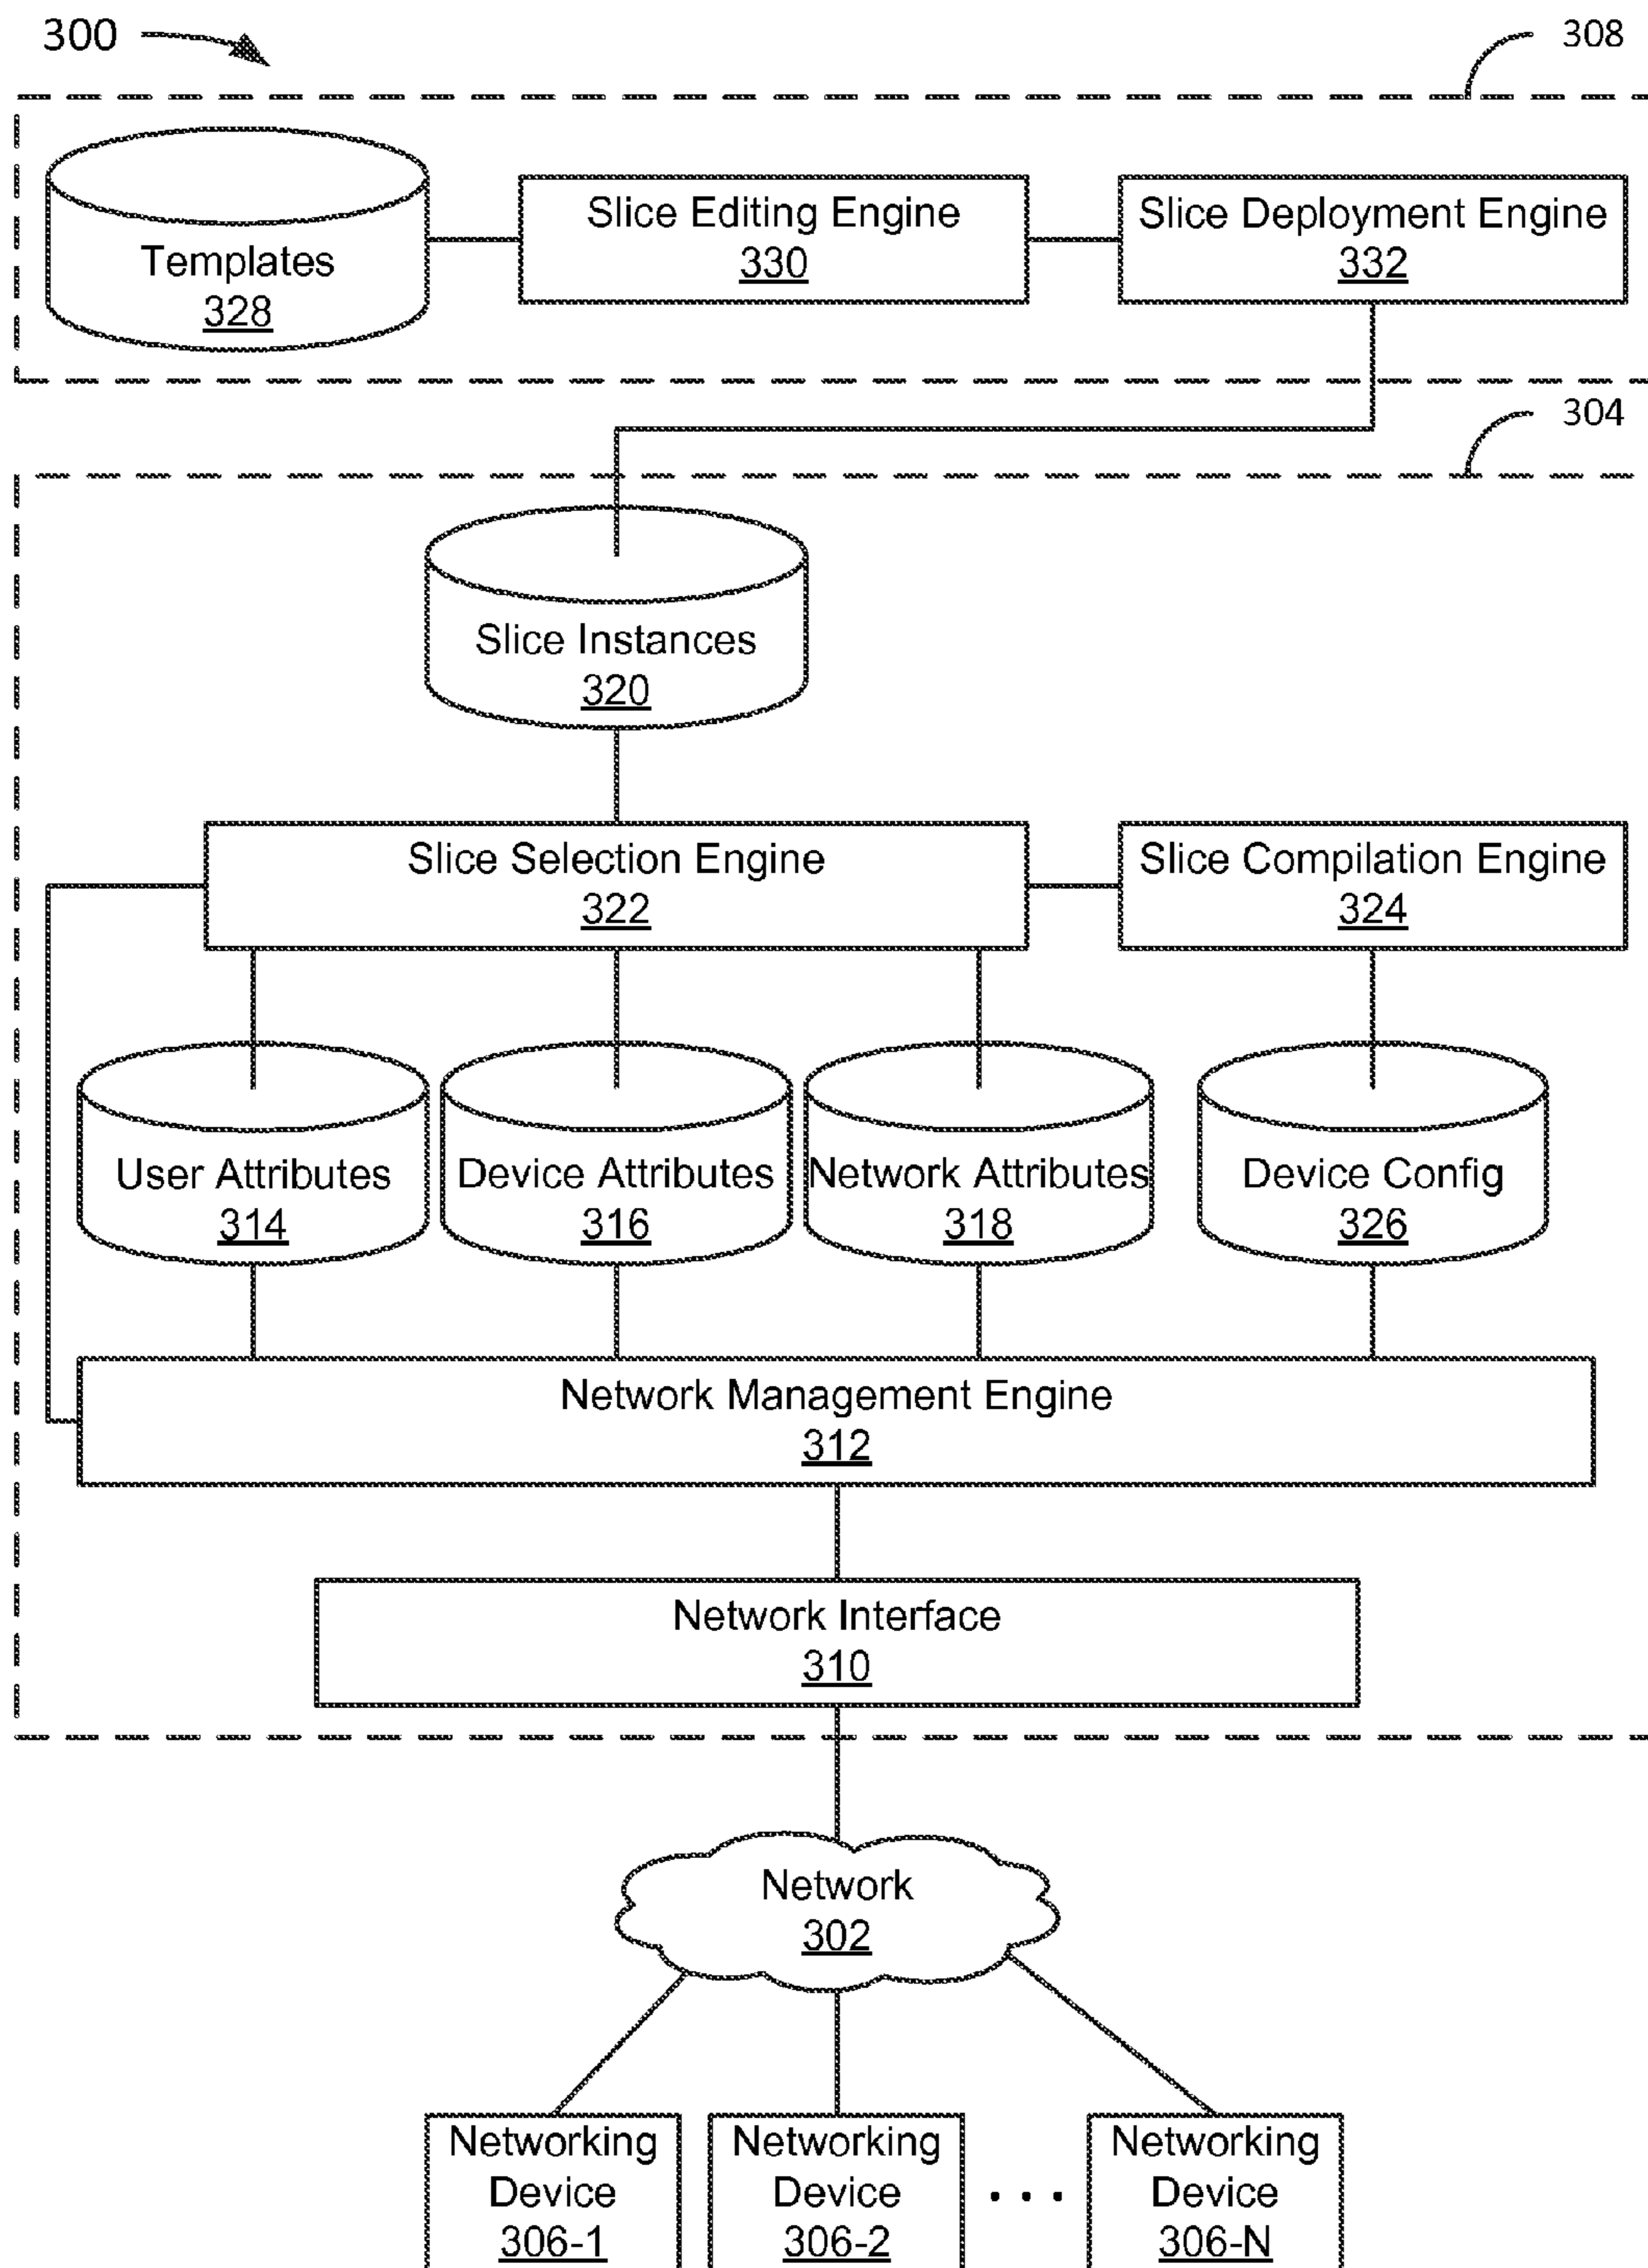 300
308
Templates
328
Slice Editing Engine
330
Slice Deployment Engine
332
304
Slice Instances
320
Slice Selection Engine
322
Slice Compilation Engine
324
User Attributes
314
Device Attributes
316
Network Attributes
318
Device Config
326
Network Management Engine
312
Network Interface
310
Network
302
Networking
Device
306-1
Networking
Device
306-2
...
Networking
Device
306-N